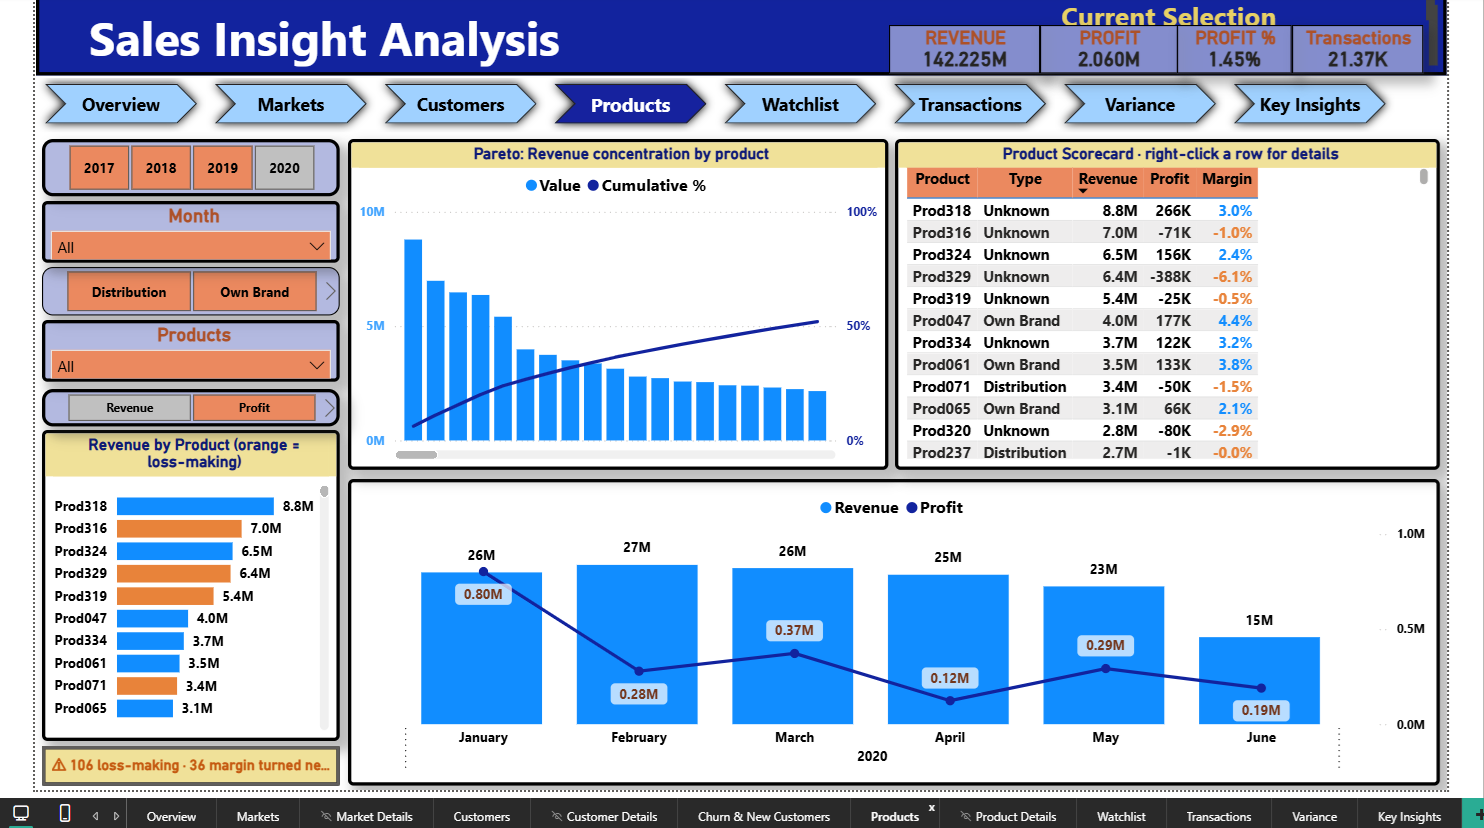 Sales Insight Analysis
Current Selection
REVENUE PROFIT PROFIT % Transactions
142.225M 2.060M 1.45% 21.37K
Overview Markets Customers Products Watchlist Transactions Variance Key Insights
2017 2018 2019 2020
Month
All
Distribution Own Brand
Products
All
Revenue Profit
Revenue by Product (orange =
loss-making)
Prod318 8.8M
Prod316 7.0M
Prod324 6.5M
Prod329 6.4M
Prod319 5.4M
Prod047 4.0M
Prod334 3.7M
Prod061 3.5M
Prod071 3.4M
Prod065 3.1M
⚠ 106 loss-making · 36 margin turned ne...
Pareto: Revenue concentration by product
Value Cumulative %
10M 100%
5M 50%
0M 0%
Product Scorecard · right-click a row for details
Product Type Revenue Profit Margin
Prod318 Unknown 8.8M 266K 3.0%
Prod316 Unknown 7.0M -71K -1.0%
Prod324 Unknown 6.5M 156K 2.4%
Prod329 Unknown 6.4M -388K -6.1%
Prod319 Unknown 5.4M -25K -0.5%
Prod047 Own Brand 4.0M 177K 4.4%
Prod334 Unknown 3.7M 122K 3.2%
Prod061 Own Brand 3.5M 133K 3.8%
Prod071 Distribution 3.4M -50K -1.5%
Prod065 Own Brand 3.1M 66K 2.1%
Prod320 Unknown 2.8M -80K -2.9%
Prod237 Distribution 2.7M -1K -0.0%
Revenue Profit
1.0M
26M 27M 26M 25M 23M 15M
0.80M 0.28M 0.37M 0.12M 0.29M 0.19M
0.5M
0.0M
January February March April May June
2020
Overview Markets Market Details Customers Customer Details Churn & New Customers Products x Product Details Watchlist Transactions Variance Key Insights